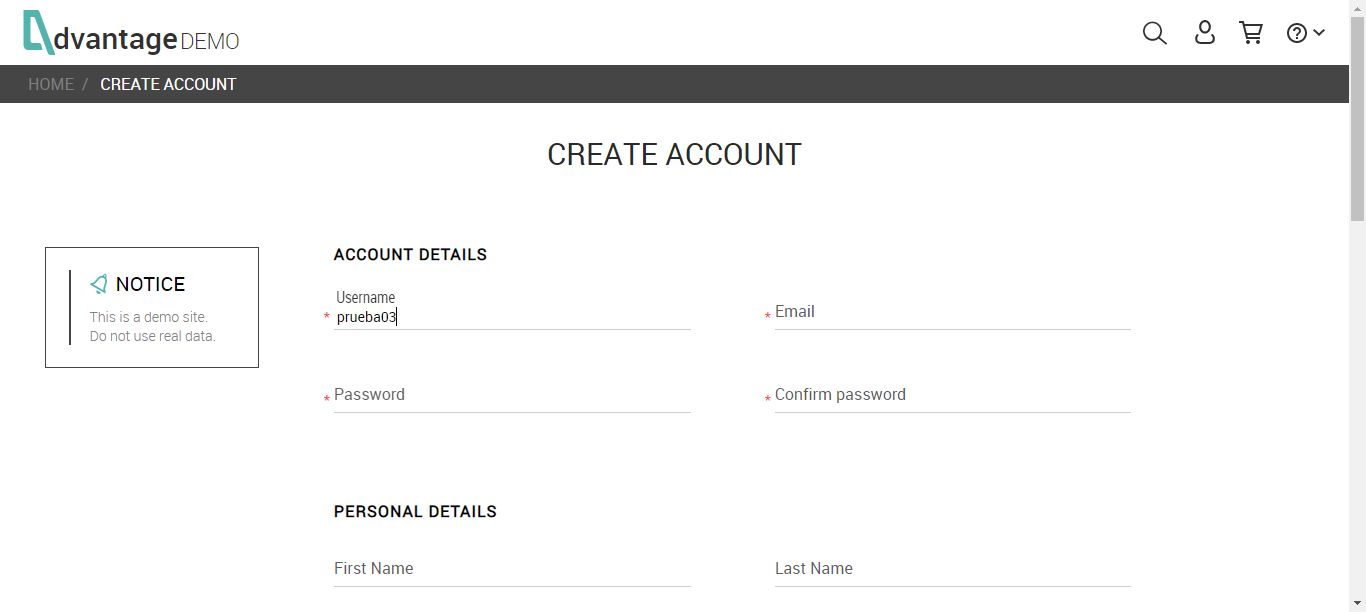 dvantage DEMO
HOME / CREATE ACCOUNT
CREATE ACCOUNT
NOTICE
This is a demo site.
Do not use real data.
ACCOUNT DETAILS
Username
* prueba03
* Email
* Password
* Confirm password
PERSONAL DETAILS
First Name
Last Name